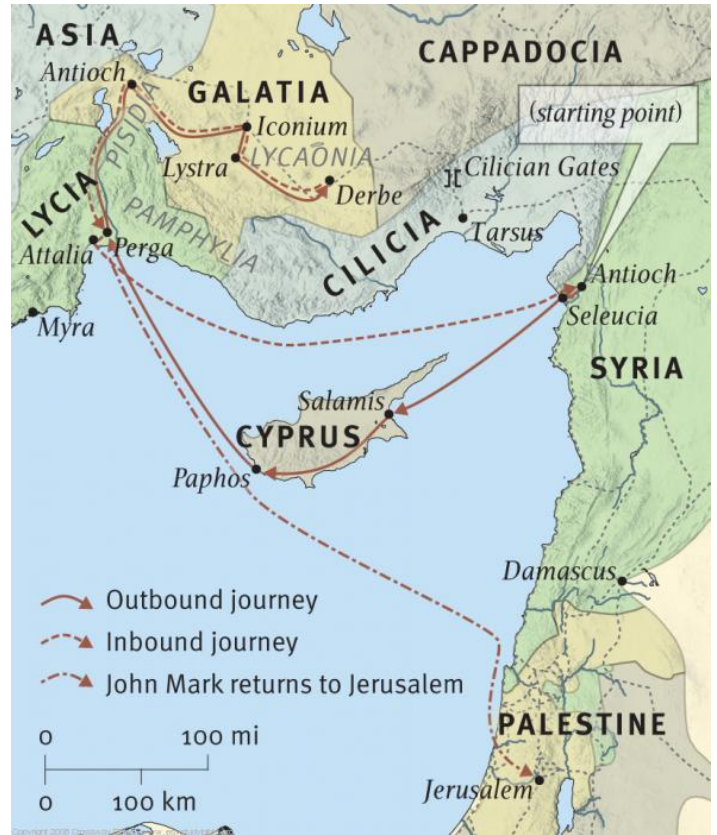 ASIA
CAPPADOCIA
Antioch
GALATIA
(starting point)
PISIDIA
Iconium
LYCAONIA
Lystra
Cilician Gates
Derbe
LYCIA
PAMPHYLIA
CILICIA
Tarsus
Attalia
Perga
Antioch
Seleucia
Myra
SYRIA
Salamis
CYPRUS
Paphos
Damascus
Outbound journey
Inbound journey
John Mark returns to Jerusalem
PALESTINE
0 100 mi
0 100 km
Jerusalem